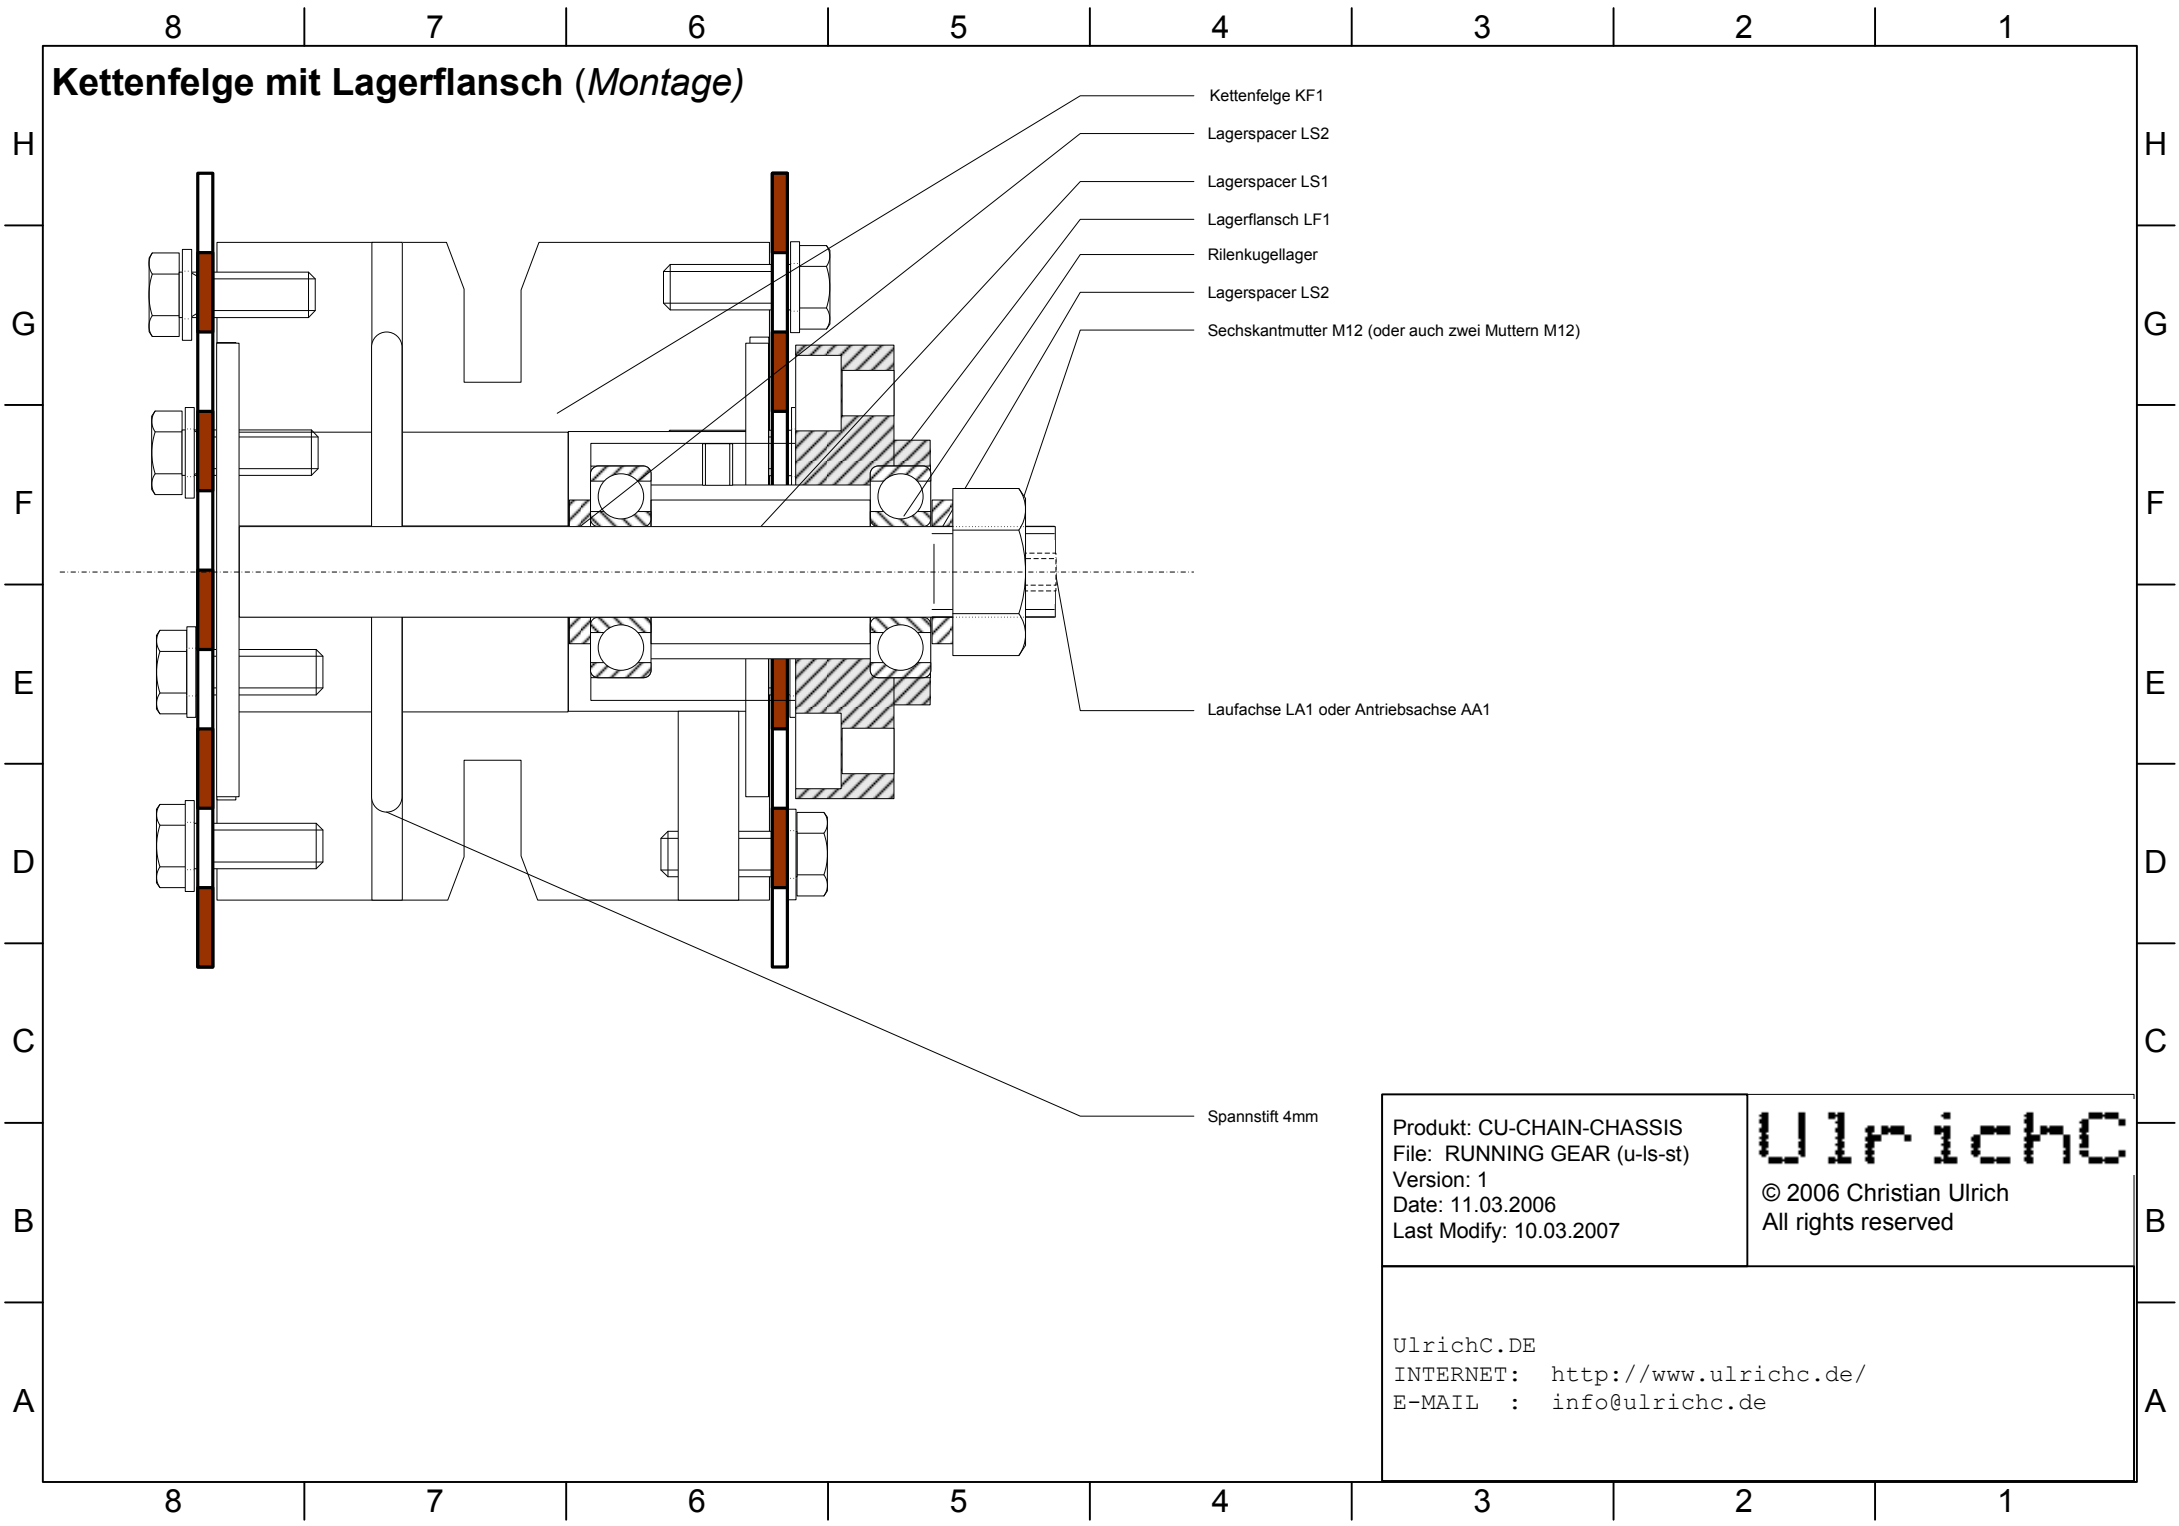 8 7 6 5 4 3 2 1
Kettenfelge mit Lagerflansch (Montage)
Kettenfelge KF1
H H
Lagerspacer LS2
Lagerspacer LS1
Lagerflansch LF1
Rilenkugellager
Lagerspacer LS2
G G
Sechskantmutter M12 (oder auch zwei Muttern M12)
F F
E E
Laufachse LA1 oder Antriebsachse AA1
D D
C C
Spannstift 4mm
Produkt: CU-CHAIN-CHASSIS
File: RUNNING GEAR (u-ls-st)
Version: 1
Date: 11.03.2006
Last Modify: 10.03.2007
UlrichC
© 2006 Christian Ulrich
All rights reserved
B B
UlrichC.DE
INTERNET: http://www.ulrichc.de/
E-MAIL : info@ulrichc.de
A A
8 7 6 5 4 3 2 1